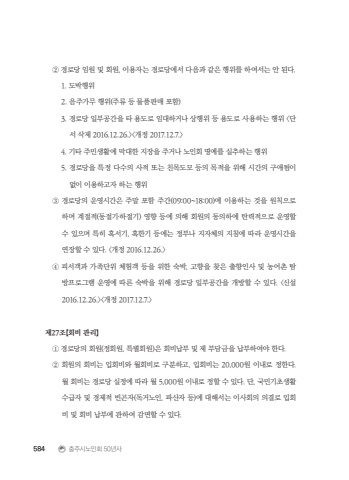 ② 경로당 임원 및 회원, 이용자는 경로당에서 다음과 같은 행위를 하여서는 안 된다.
1. 도박행위
2. 음주가무 행위(주류 등 물품판매 포함)
3. 경로당 일부공간을 타 용도로 임대하거나 상행위 등 용도로 사용하는 행위 <단
서 삭제 2016.12.26.><개정 2017.12.7.>
4. 기타 주민생활에 막대한 지장을 주거나 노인회 명예를 실추하는 행위
5. 경로당을 특정 다수의 사적 또는 친목도모 등의 목적을 위해 시간의 구애됨이
없이 이용하고자 하는 행위
③ 경로당의 운영시간은 주말 포함 주간(09:00~18:00)에 이용하는 것을 원칙으로
하며 계절적(동절기·하절기) 영향 등에 의해 회원의 동의하에 탄력적으로 운영할
수 있으며 특히 혹서기, 혹한기 등에는 정부나 지자체의 지침에 따라 운영시간을
연장할 수 있다. <개정 2016.12.26.>
④ 피서객과 가족단위 체험객 등을 위한 숙박, 고향을 찾은 출향인사 및 농어촌 탐
방프로그램 운영에 따른 숙박을 위해 경로당 일부공간을 개방할 수 있다. <신설
2016.12.26.><개정 2017.12.7.>
제27조【회비 관리】
① 경로당의 회원(정회원, 특별회원)은 회비납부 및 제 부담금을 납부하여야 한다.
② 회원의 회비는 입회비와 월회비로 구분하고, 입회비는 20,000원 이내로 정한다.
월 회비는 경로당 실정에 따라 월 5,000원 이내로 정할 수 있다. 단, 국민기초생활
수급자 및 경제적 빈곤자(독거노인, 파산자 등)에 대해서는 이사회의 의결로 입회
비 및 회비 납부에 관하여 감면할 수 있다.
584 충주시노인회 50년사